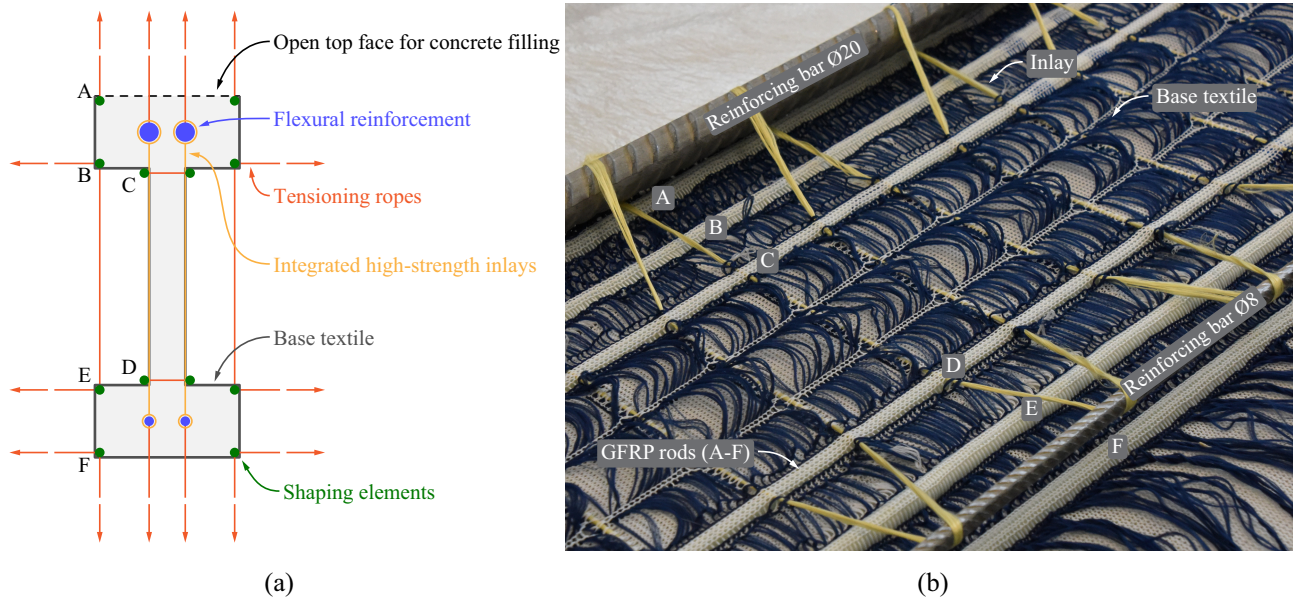 Open top face for concrete filling
A
Flexural reinforcement
B
C
Tensioning ropes
Integrated high-strength inlays
Base textile
D
E
F
Shaping elements
(a)
Reinforcing bar Ø20
Inlay
Base textile
A
B
C
Reinforcing bar Ø8
D
E
F
GFRP rods (A-F)
(b)